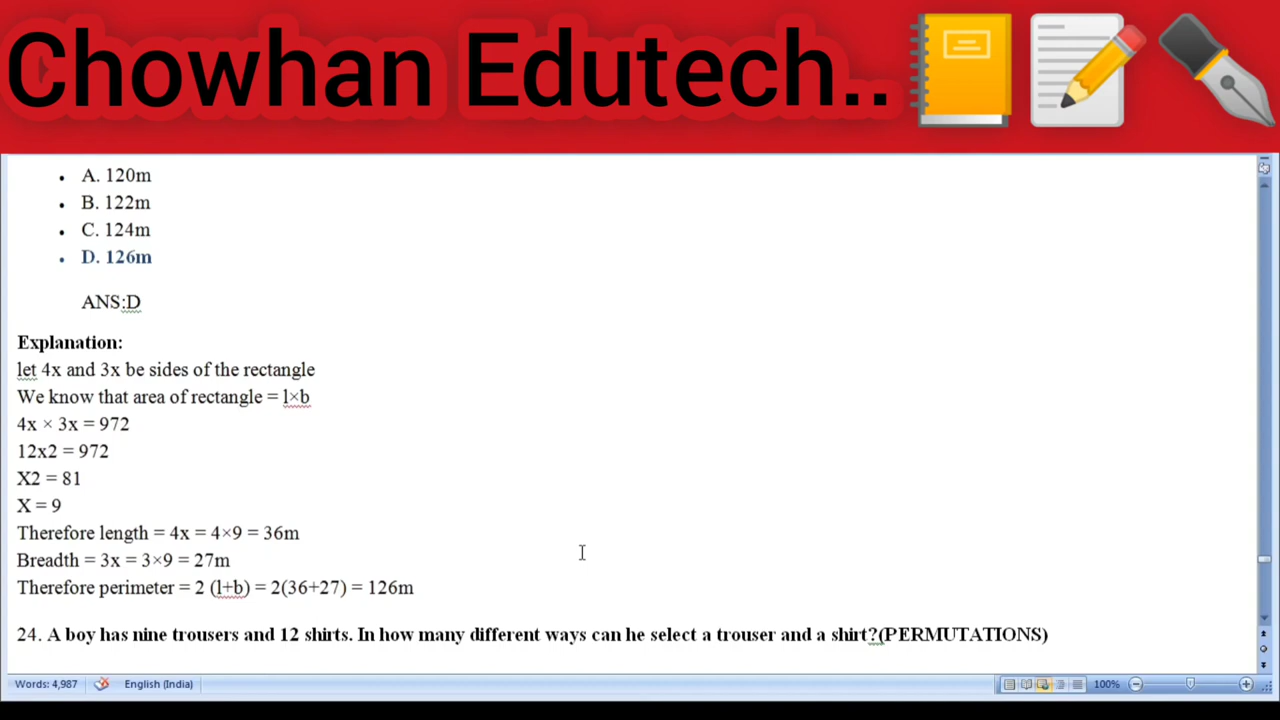 Chowhan Edutech..
• A. 120m
• B. 122m
• C. 124m
• D. 126m
ANS:D
Explanation:
let 4x and 3x be sides of the rectangle
We know that area of rectangle = l×b
4x × 3x = 972
12x2 = 972
X2 = 81
X = 9
Therefore length = 4x = 4×9 = 36m
Breadth = 3x = 3×9 = 27m
Therefore perimeter = 2 (l+b) = 2(36+27) = 126m
24. A boy has nine trousers and 12 shirts. In how many different ways can he select a trouser and a shirt?(PERMUTATIONS)
Words: 4,987 English (India) 100%